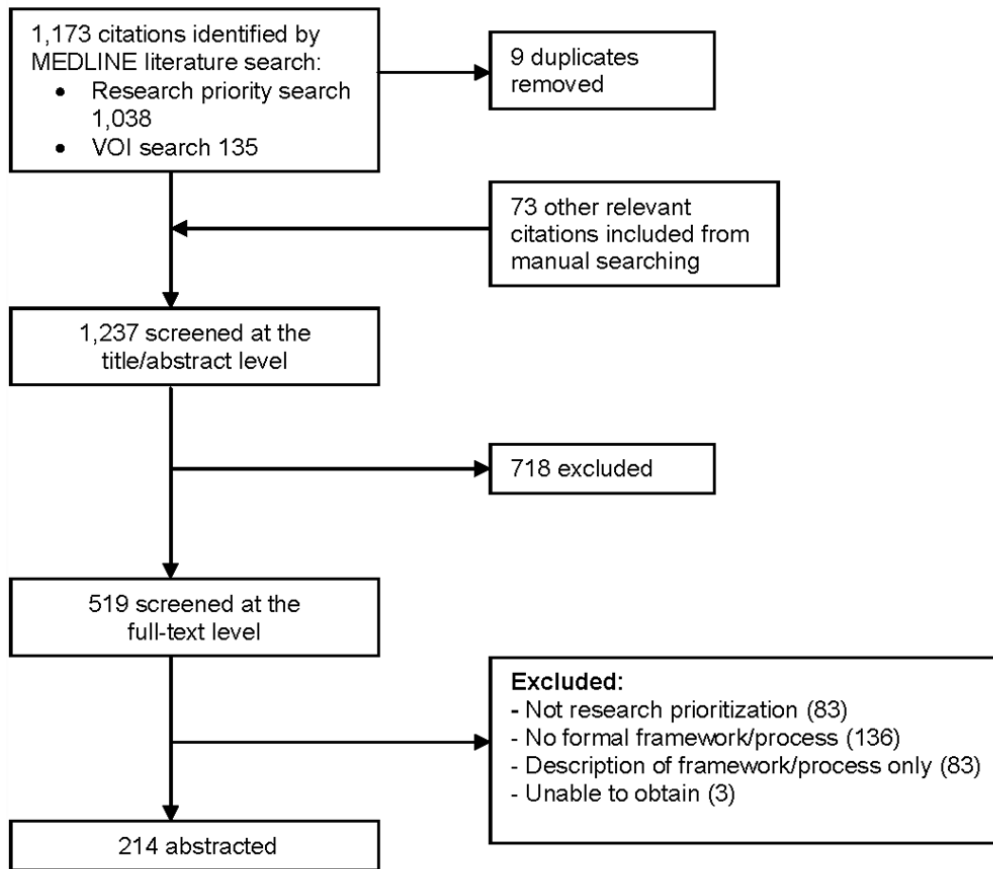 1,173 citations identified by
MEDLINE literature search:
• Research priority search
1,038
• VOI search 135
9 duplicates
removed
73 other relevant
citations included from
manual searching
1,237 screened at the
title/abstract level
718 excluded
519 screened at the
full-text level
Excluded:
- Not research prioritization (83)
- No formal framework/process (136)
- Description of framework/process only (83)
- Unable to obtain (3)
214 abstracted